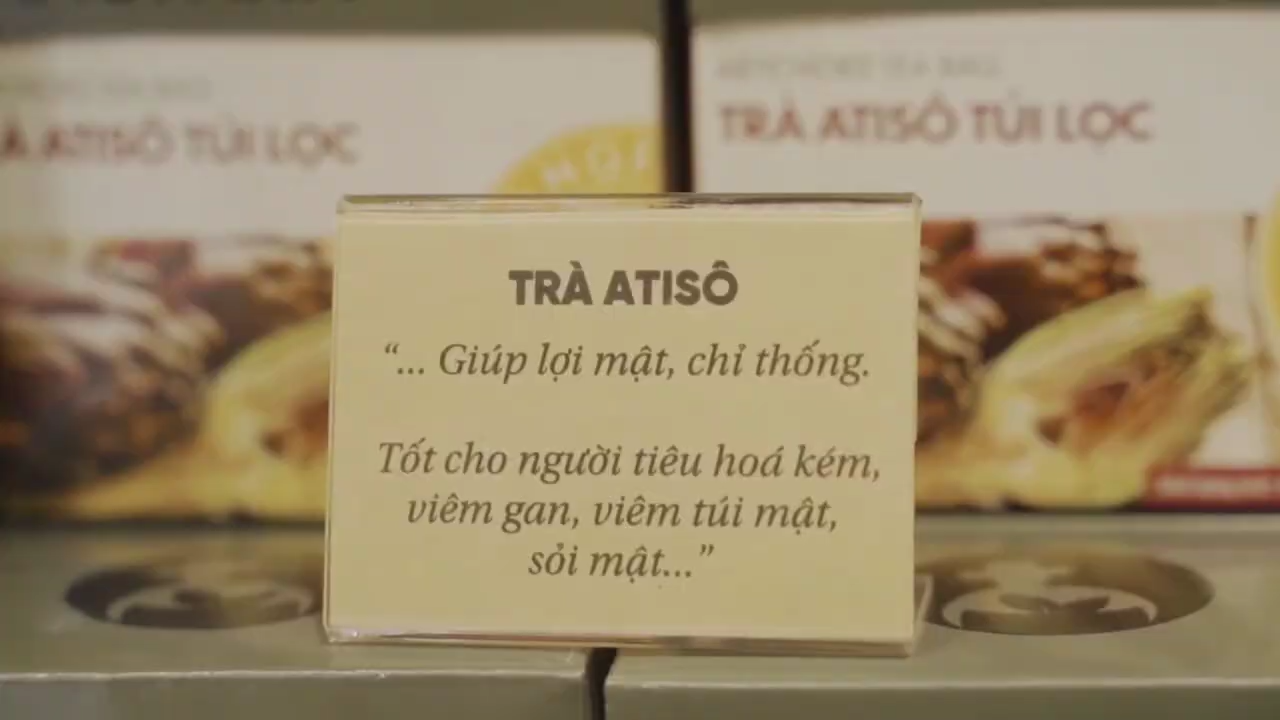 TRÀ ATISÔ TÚI LỌC
TRÀ ATISÔ TÚI LỌC
TRÀ ATISÔ
“... Giúp lợi mật, chỉ thống.
Tốt cho người tiêu hoá kém,
viêm gan, viêm túi mật,
sỏi mật...”